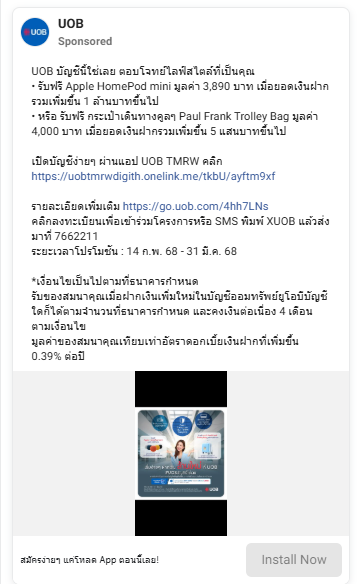 UOB
UOB
Sponsored
UOB บัญชีนี้ใช่เลย ตอบโจทย์ไลฟ์สไตล์ที่เป็นคุณ
• รับฟรี Apple HomePod mini มูลค่า 3,890 บาท เมื่อยอดเงินฝาก
รวมเพิ่มขึ้น 1 ล้านบาทขึ้นไป
• หรือ รับฟรี กระเป๋าเดินทางคูลๆ Paul Frank Trolley Bag มูลค่า
4,000 บาท เมื่อยอดเงินฝากรวมเพิ่มขึ้น 5 แสนบาทขึ้นไป
เปิดบัญชีง่ายๆ ผ่านแอป UOB TMRW คลิก
https://uobtmrwdigith.onelink.me/tkbU/ayftm9xf
รายละเอียดเพิ่มเติม https://go.uob.com/4hh7LNs
คลิกลงทะเบียนเพื่อเข้าร่วมโครงการหรือ SMS พิมพ์ XUOB แล้วส่ง
มาที่ 7662211
ระยะเวลาโปรโมชั่น : 14 ก.พ. 68 - 31 มี.ค. 68
*เงื่อนไขเป็นไปตามที่ธนาคารกำหนด
รับของสมนาคุณเมื่อฝากเงินเพิ่มใหม่ในบัญชีออมทรัพย์ยูโอบีบัญชี
ใดก็ได้ตามจำนวนที่ธนาคารกำหนด และคงเงินต่อเนื่อง 4 เดือน
ตามเงื่อนไข
มูลค่าของสมนาคุณเทียบเท่าอัตราดอกเบี้ยเงินฝากที่เพิ่มขึ้น
0.39% ต่อปี
UOB
สมัครง่ายๆ แค่โหลด App ตอนนี้เลย!
Install Now